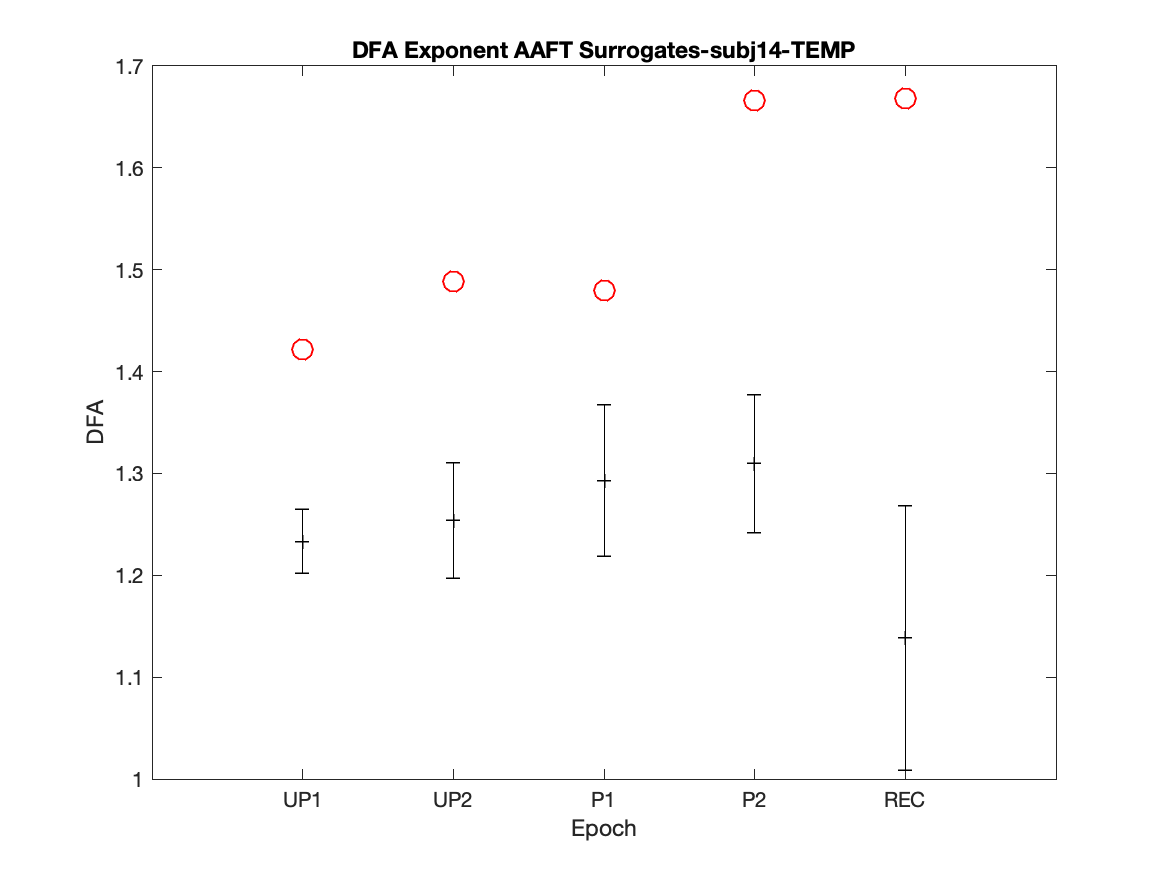 DFA Exponent AAFT Surrogates-subj14-TEMP
1.7
1.6
1.5
1.4
1.3
1.2
1.1
1
DFA
UP1 UP2 P1 P2 REC
Epoch